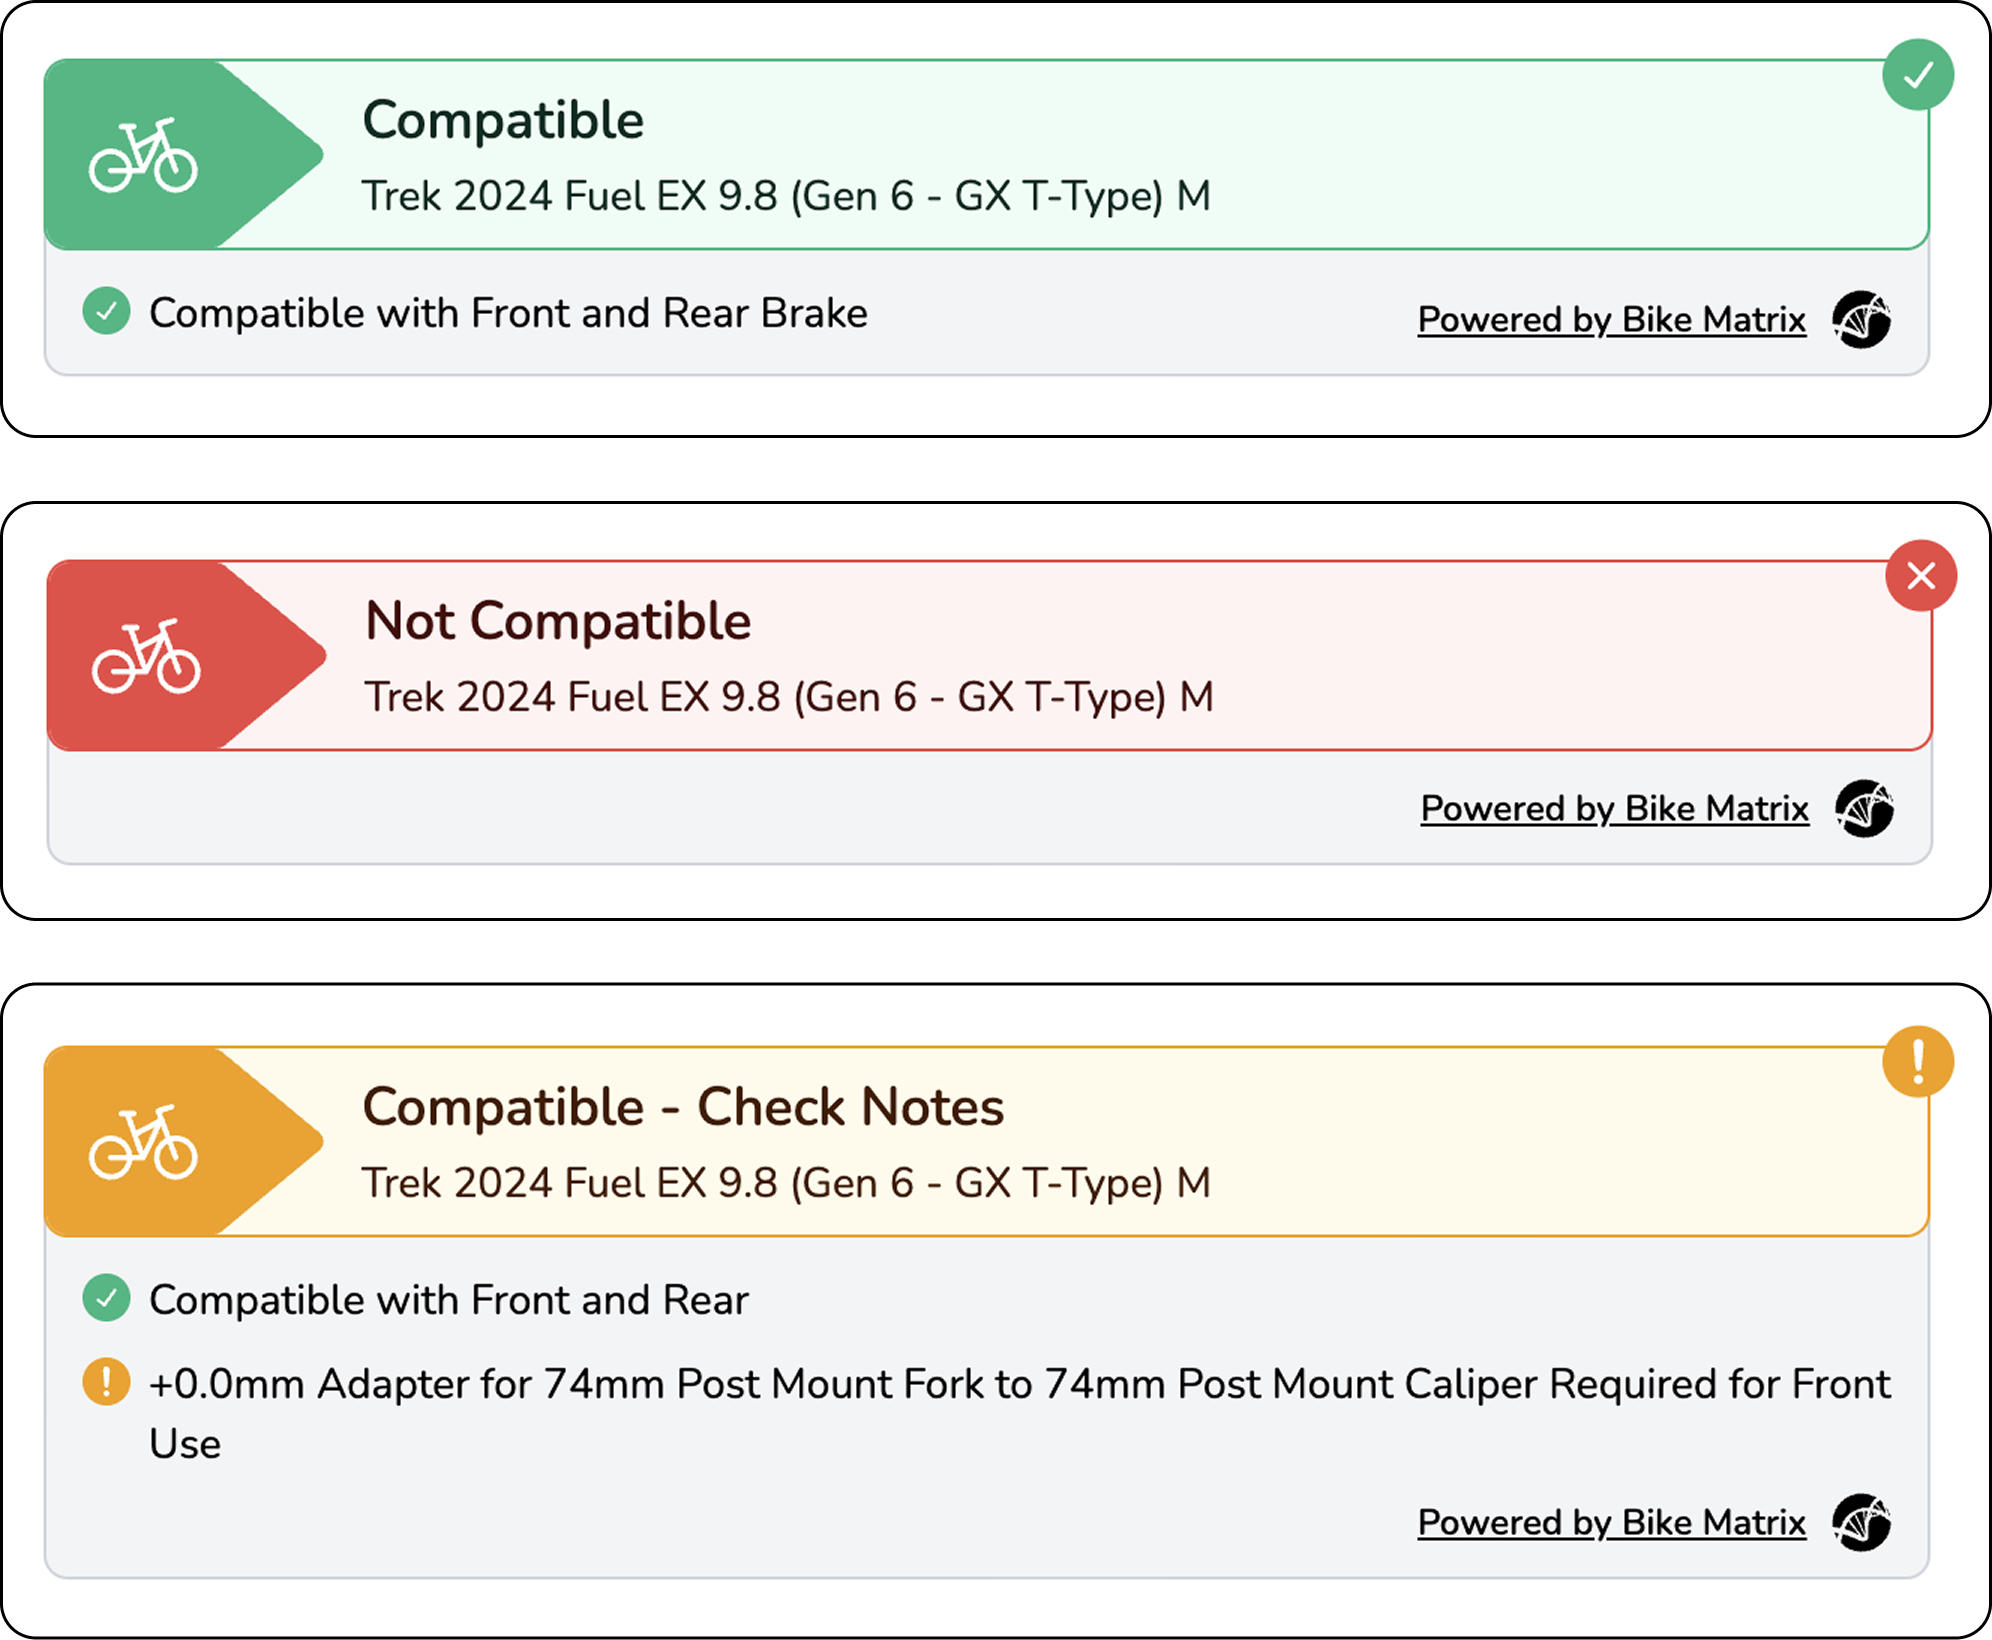 Compatible
Trek 2024 Fuel EX 9.8 (Gen 6 - GX T-Type) M
Compatible with Front and Rear Brake
Powered by Bike Matrix
Not Compatible
Trek 2024 Fuel EX 9.8 (Gen 6 - GX T-Type) M
Powered by Bike Matrix
Compatible - Check Notes
Trek 2024 Fuel EX 9.8 (Gen 6 - GX T-Type) M
Compatible with Front and Rear
+0.0mm Adapter for 74mm Post Mount Fork to 74mm Post Mount Caliper Required for Front
Use
Powered by Bike Matrix